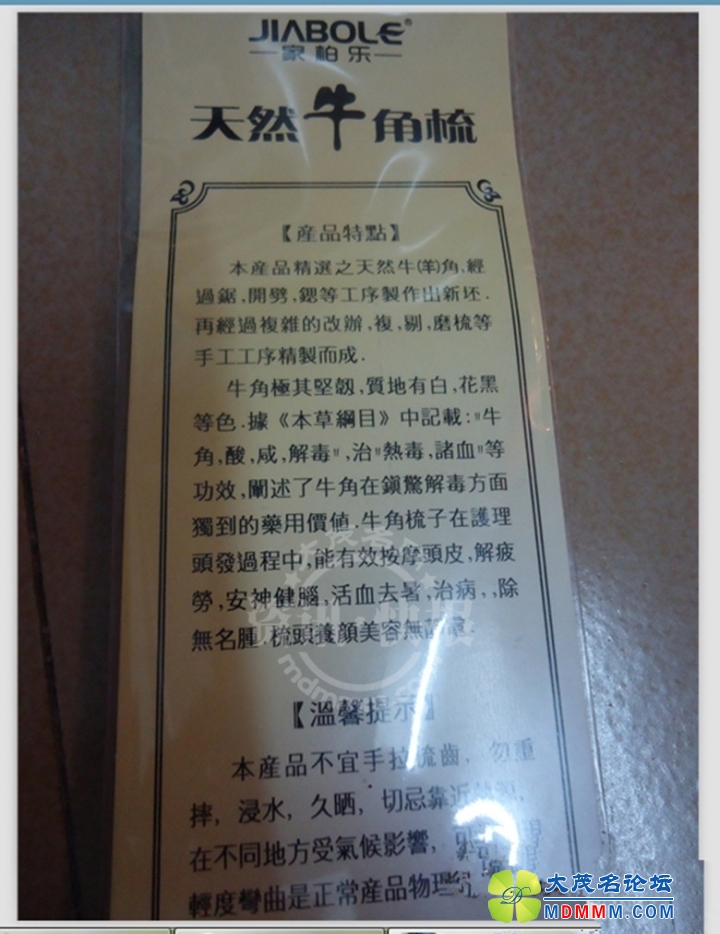 JIABOLE®
家柏乐
天然牛角梳
【産品特點】
本産品精選之天然牛(羊)角,經
過鋸,開劈,鎴等工序製作出新坯.
再經過複雜的改辦,複,剔,磨梳等
手工工序精製而成.
牛角極其堅韌,質地有白,花黑
等色.據《本草綱目》中記載:"牛
角,酸,咸,解毒",治"熱毒,諸血"等
功效,闡述了牛角在鎮驚解毒方面
獨到的藥用價值.牛角梳子在護理
頭發過程中,能有效按摩頭皮,解疲
勞,安神健腦,活血去暑,治病,,除
無名腫.梳頭養顔美容無
【溫馨提示】
本産品不宜手拉梳齒,勿重
摔,浸水,久晒,切忌靠近
在不同地方受氣候影響,
輕度彎曲是正常産品物理
大茂名论坛
MDMMM.COM